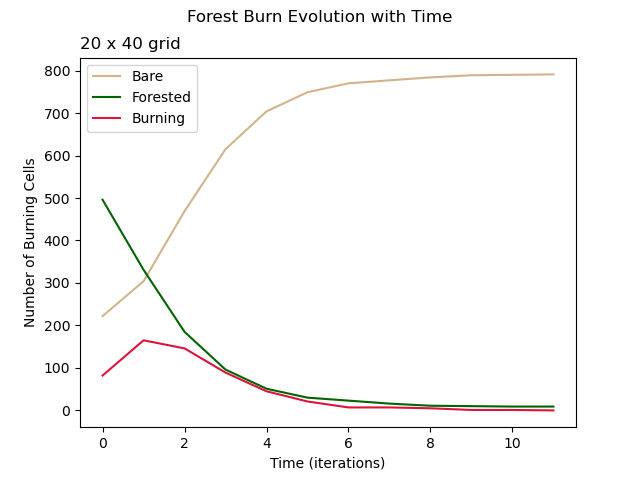 Forest Burn Evolution with Time
20 x 40 grid
Bare
Forested
Burning
Number of Burning Cells
800
700
600
500
400
300
200
100
0
0 2 4 6 8 10
Time (iterations)